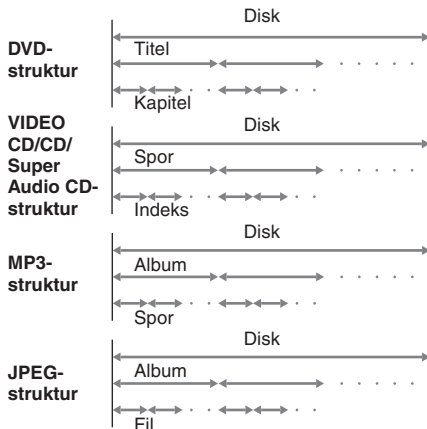 Disk
DVD-
struktur
Titel
Kapitel
VIDEO
CD/CD/
Super
Audio CD-
struktur
Disk
Spor
Indeks
Disk
MP3-
struktur
Album
Spor
Disk
JPEG-
struktur
Album
Fil